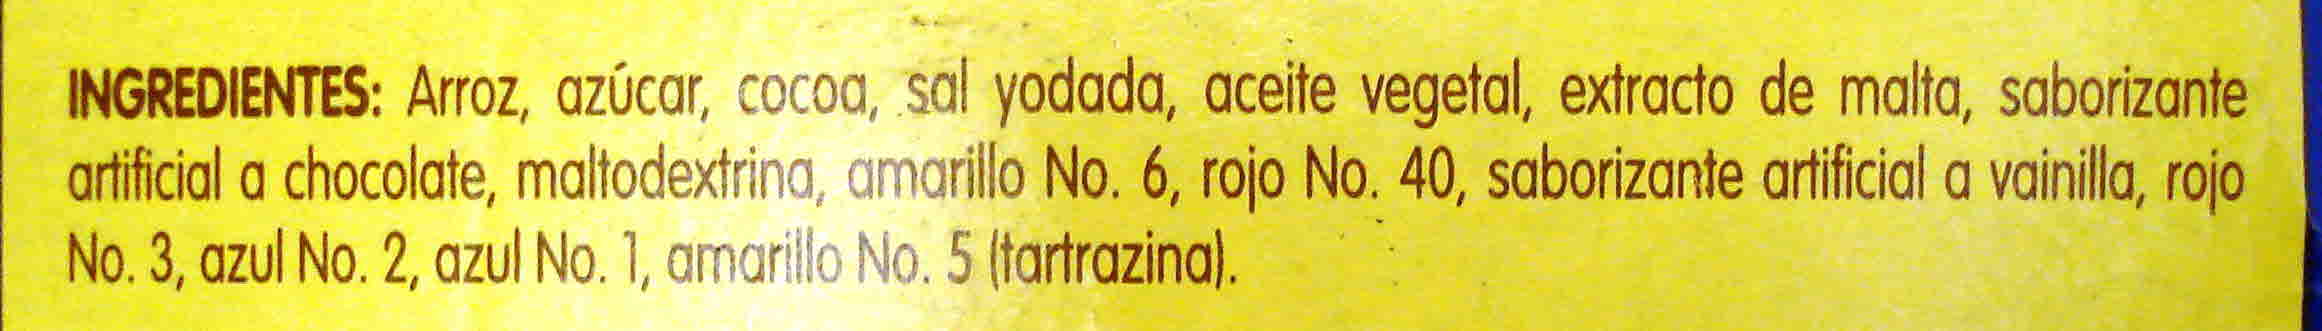 INGREDIENTES: Arroz, azúcar, cocoa, sal yodada, aceite vegetal, extracto de malta, saborizante
artificial a chocolate, maltodextrina, amarillo No. 6, rojo No. 40, saborizante artificial a vainilla, rojo
No. 3, azul No. 2, azul No. 1, amarillo No. 5 (tartrazina).